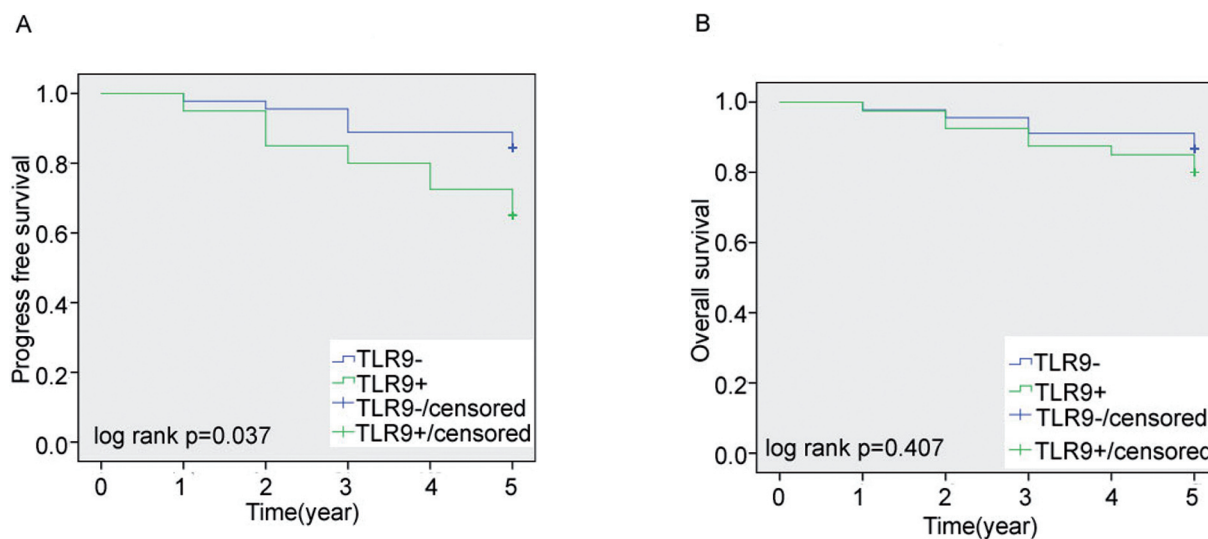 A
Progress free survival
1.0
0.8
0.6
0.4
0.2
0.0
TLR9-
TLR9+
TLR9-/censored
TLR9+/censored
log rank p=0.037
0 1 2 3 4 5
Time(year)
B
Overall survival
1.0
0.8
0.6
0.4
0.2
0.0
TLR9-
TLR9+
TLR9-/censored
TLR9+/censored
log rank p=0.407
0 1 2 3 4 5
Time(year)